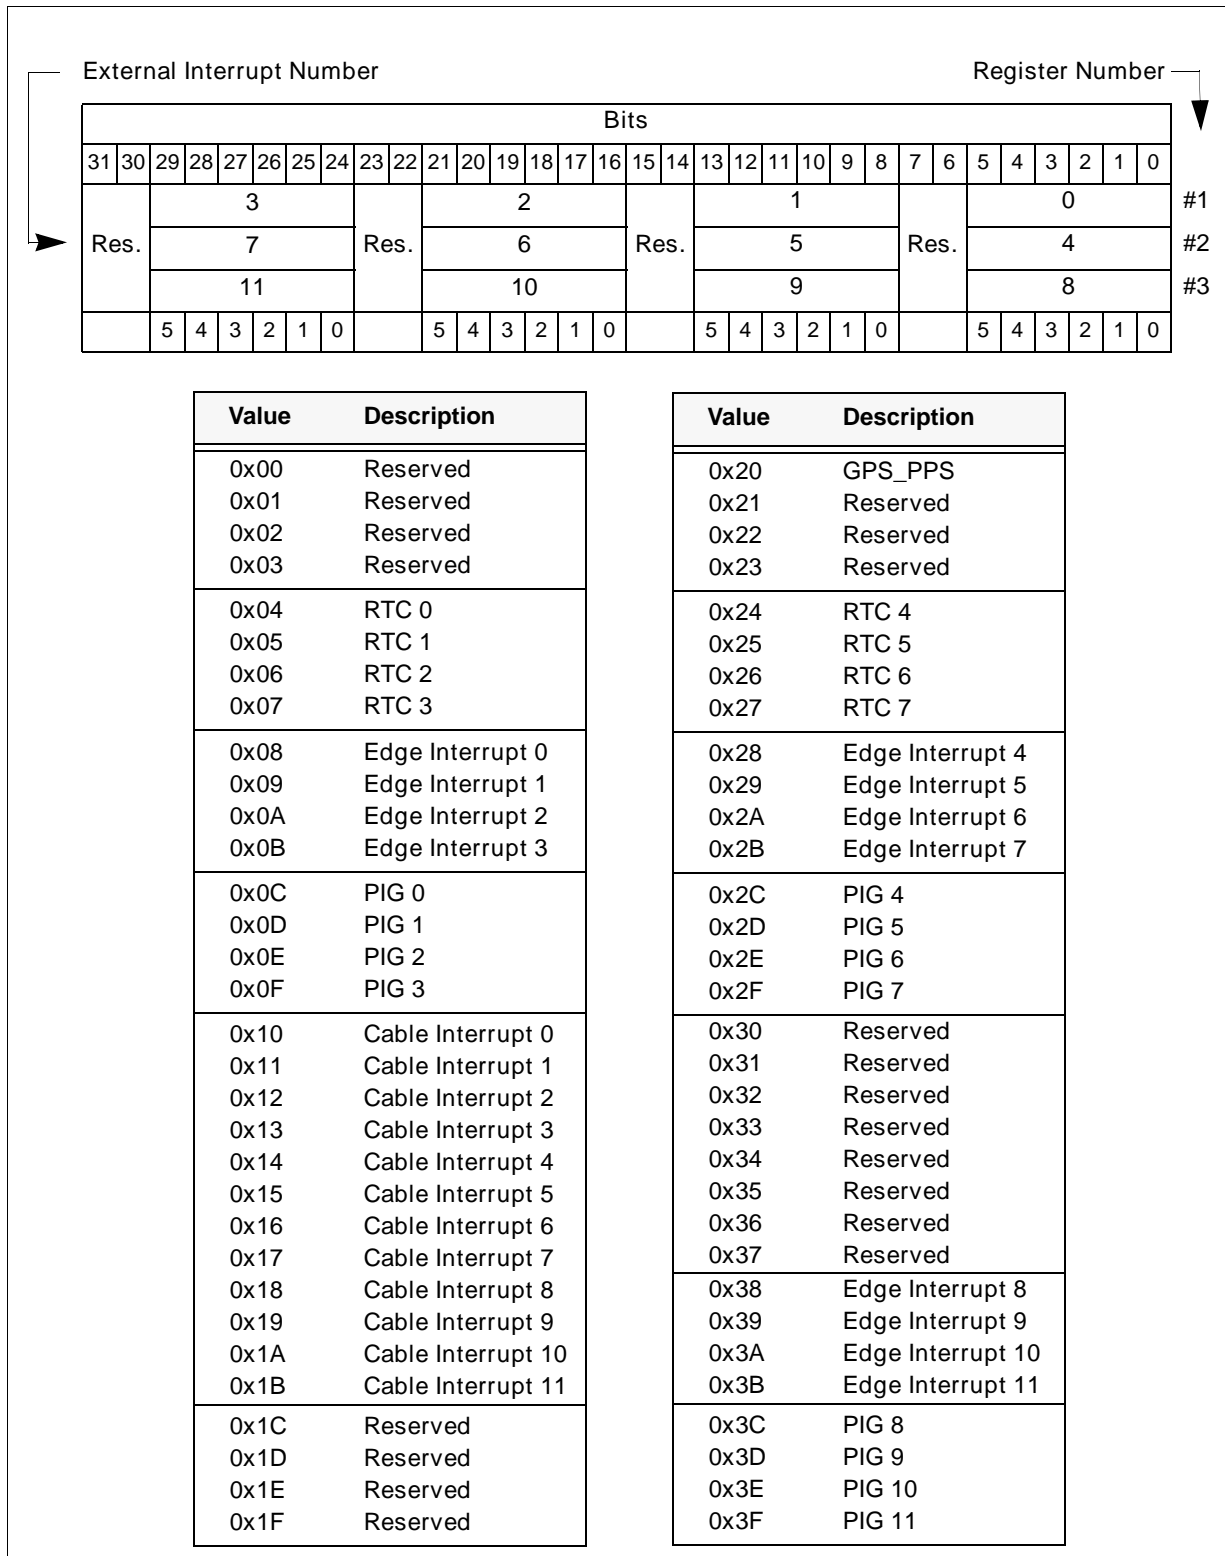 External Interrupt Number Register Number
Bits
31 30 29 28 27 26 25 24 23 22 21 20 19 18 17 16 15 14 13 12 11 10 9 8 7 6 5 4 3 2 1 0
3 2 1 0 #1
Res. 7 Res. 6 Res. 5 Res. 4 #2
11 10 9 8 #3
5 4 3 2 1 0 5 4 3 2 1 0 5 4 3 2 1 0 5 4 3 2 1 0
Value Description
0x00 Reserved
0x01 Reserved
0x02 Reserved
0x03 Reserved
0x04 RTC 0
0x05 RTC 1
0x06 RTC 2
0x07 RTC 3
0x08 Edge Interrupt 0
0x09 Edge Interrupt 1
0x0A Edge Interrupt 2
0x0B Edge Interrupt 3
0x0C PIG 0
0x0D PIG 1
0x0E PIG 2
0x0F PIG 3
0x10 Cable Interrupt 0
0x11 Cable Interrupt 1
0x12 Cable Interrupt 2
0x13 Cable Interrupt 3
0x14 Cable Interrupt 4
0x15 Cable Interrupt 5
0x16 Cable Interrupt 6
0x17 Cable Interrupt 7
0x18 Cable Interrupt 8
0x19 Cable Interrupt 9
0x1A Cable Interrupt 10
0x1B Cable Interrupt 11
0x1C Reserved
0x1D Reserved
0x1E Reserved
0x1F Reserved
Value Description
0x20 GPS_PPS
0x21 Reserved
0x22 Reserved
0x23 Reserved
0x24 RTC 4
0x25 RTC 5
0x26 RTC 6
0x27 RTC 7
0x28 Edge Interrupt 4
0x29 Edge Interrupt 5
0x2A Edge Interrupt 6
0x2B Edge Interrupt 7
0x2C PIG 4
0x2D PIG 5
0x2E PIG 6
0x2F PIG 7
0x30 Reserved
0x31 Reserved
0x32 Reserved
0x33 Reserved
0x34 Reserved
0x35 Reserved
0x36 Reserved
0x37 Reserved
0x38 Edge Interrupt 8
0x39 Edge Interrupt 9
0x3A Edge Interrupt 10
0x3B Edge Interrupt 11
0x3C PIG 8
0x3D PIG 9
0x3E PIG 10
0x3F PIG 11